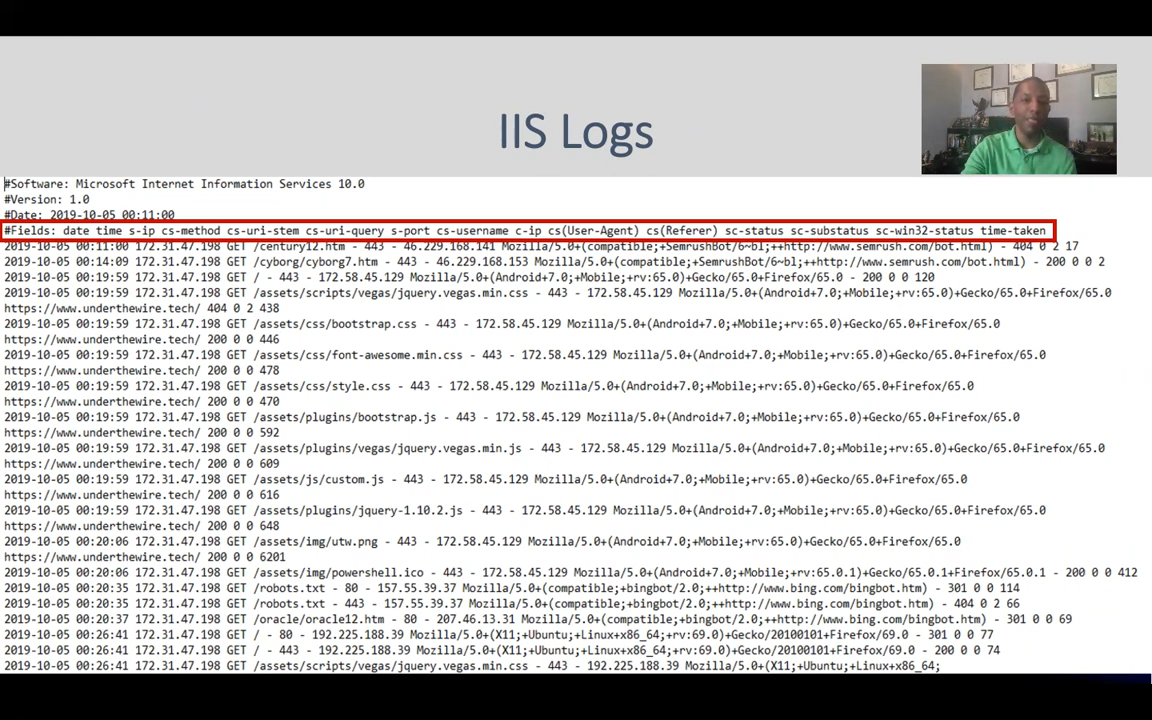 IIS Logs
#Software: Microsoft Internet Information Services 10.0
#Version: 1.0
#Date: 2019-10-05 00:11:00
#Fields: date time s-ip cs-method cs-uri-stem cs-uri-query s-port cs-username c-ip cs(User-Agent) cs(Referer) sc-status sc-substatus sc-win32-status time-taken
2019-10-05 00:11:00 172.31.47.198 GET /century12.htm - 443 - 46.229.168.141 Mozilla/5.0+(compatible;+SemrushBot/6~bl;++http://www.semrush.com/bot.html) - 404 0 2 17
2019-10-05 00:14:09 172.31.47.198 GET /cyborg/cyborg7.htm - 443 - 46.229.168.153 Mozilla/5.0+(compatible;+SemrushBot/6~bl;++http://www.semrush.com/bot.html) - 200 0 0 2
2019-10-05 00:19:59 172.31.47.198 GET / - 443 - 172.58.45.129 Mozilla/5.0+(Android+7.0;+Mobile;+rv:65.0)+Gecko/65.0+Firefox/65.0 - 200 0 0 120
2019-10-05 00:19:59 172.31.47.198 GET /assets/scripts/vegas/jquery.vegas.min.css - 443 - 172.58.45.129 Mozilla/5.0+(Android+7.0;+Mobile;+rv:65.0)+Gecko/65.0+Firefox/65.0
https://www.underthewire.tech/ 404 0 2 438
2019-10-05 00:19:59 172.31.47.198 GET /assets/css/bootstrap.css - 443 - 172.58.45.129 Mozilla/5.0+(Android+7.0;+Mobile;+rv:65.0)+Gecko/65.0+Firefox/65.0
https://www.underthewire.tech/ 200 0 0 446
2019-10-05 00:19:59 172.31.47.198 GET /assets/css/font-awesome.min.css - 443 - 172.58.45.129 Mozilla/5.0+(Android+7.0;+Mobile;+rv:65.0)+Gecko/65.0+Firefox/65.0
https://www.underthewire.tech/ 200 0 0 478
2019-10-05 00:19:59 172.31.47.198 GET /assets/css/style.css - 443 - 172.58.45.129 Mozilla/5.0+(Android+7.0;+Mobile;+rv:65.0)+Gecko/65.0+Firefox/65.0
https://www.underthewire.tech/ 200 0 0 470
2019-10-05 00:19:59 172.31.47.198 GET /assets/plugins/bootstrap.js - 443 - 172.58.45.129 Mozilla/5.0+(Android+7.0;+Mobile;+rv:65.0)+Gecko/65.0+Firefox/65.0
https://www.underthewire.tech/ 200 0 0 592
2019-10-05 00:19:59 172.31.47.198 GET /assets/plugins/vegas/jquery.vegas.min.js - 443 - 172.58.45.129 Mozilla/5.0+(Android+7.0;+Mobile;+rv:65.0)+Gecko/65.0+Firefox/65.0
https://www.underthewire.tech/ 200 0 0 609
2019-10-05 00:19:59 172.31.47.198 GET /assets/js/custom.js - 443 - 172.58.45.129 Mozilla/5.0+(Android+7.0;+Mobile;+rv:65.0)+Gecko/65.0+Firefox/65.0
https://www.underthewire.tech/ 200 0 0 616
2019-10-05 00:19:59 172.31.47.198 GET /assets/plugins/jquery-1.10.2.js - 443 - 172.58.45.129 Mozilla/5.0+(Android+7.0;+Mobile;+rv:65.0)+Gecko/65.0+Firefox/65.0
https://www.underthewire.tech/ 200 0 0 648
2019-10-05 00:20:06 172.31.47.198 GET /assets/img/utw.png - 443 - 172.58.45.129 Mozilla/5.0+(Android+7.0;+Mobile;+rv:65.0)+Gecko/65.0+Firefox/65.0
https://www.underthewire.tech/ 200 0 0 6201
2019-10-05 00:20:06 172.31.47.198 GET /assets/img/powershell.ico - 443 - 172.58.45.129 Mozilla/5.0+(Android+7.0;+Mobile;+rv:65.0.1)+Gecko/65.0.1+Firefox/65.0.1 - 200 0 0 412
2019-10-05 00:20:35 172.31.47.198 GET /robots.txt - 80 - 157.55.39.37 Mozilla/5.0+(compatible;+bingbot/2.0;++http://www.bing.com/bingbot.htm) - 301 0 0 114
2019-10-05 00:20:35 172.31.47.198 GET /robots.txt - 443 - 157.55.39.37 Mozilla/5.0+(compatible;+bingbot/2.0;++http://www.bing.com/bingbot.htm) - 404 0 2 66
2019-10-05 00:20:37 172.31.47.198 GET /oracle/oracle12.htm - 80 - 207.46.13.31 Mozilla/5.0+(compatible;+bingbot/2.0;++http://www.bing.com/bingbot.htm) - 301 0 0 69
2019-10-05 00:26:41 172.31.47.198 GET / - 80 - 192.225.188.39 Mozilla/5.0+(X11;+Ubuntu;+Linux+x86_64;+rv:69.0)+Gecko/20100101+Firefox/69.0 - 301 0 0 77
2019-10-05 00:26:41 172.31.47.198 GET / - 443 - 192.225.188.39 Mozilla/5.0+(X11;+Ubuntu;+Linux+x86_64;+rv:69.0)+Gecko/20100101+Firefox/69.0 - 200 0 0 74
2019-10-05 00:26:41 172.31.47.198 GET /assets/scripts/vegas/jquery.vegas.min.css - 443 - 192.225.188.39 Mozilla/5.0+(X11;+Ubuntu;+Linux+x86_64;